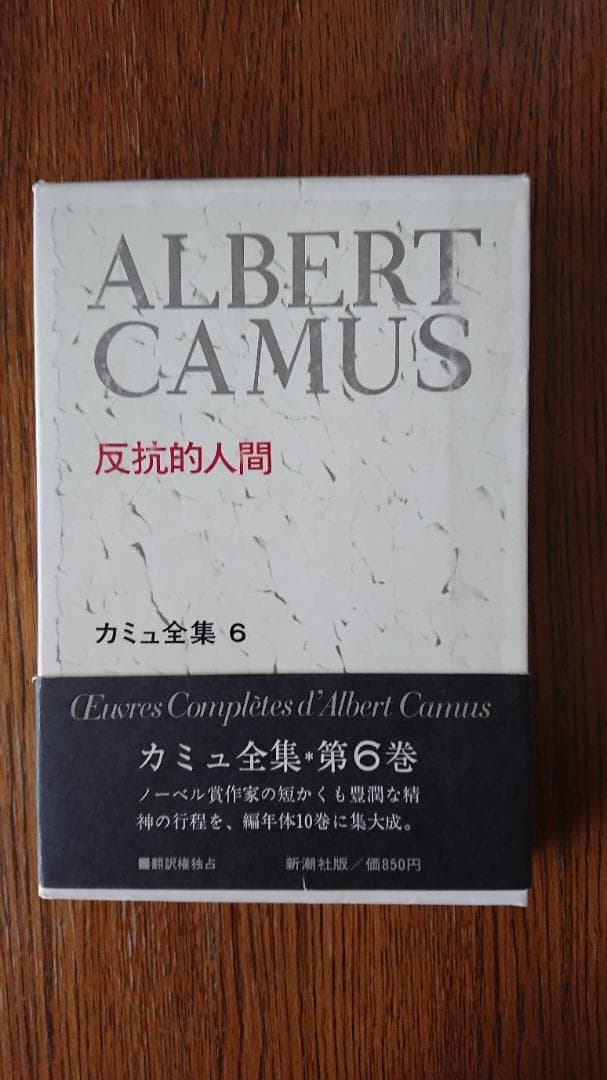 ALBERT
CAMUS
反抗的人間
カミュ全集 6
Œuvres Complètes d'Albert Camus
カミュ全集*第6巻
ノーベル賞作家の短かくも豊潤な精
神の行程を、編年体10巻に集大成。
■翻訳権独占 新潮社版/価850円